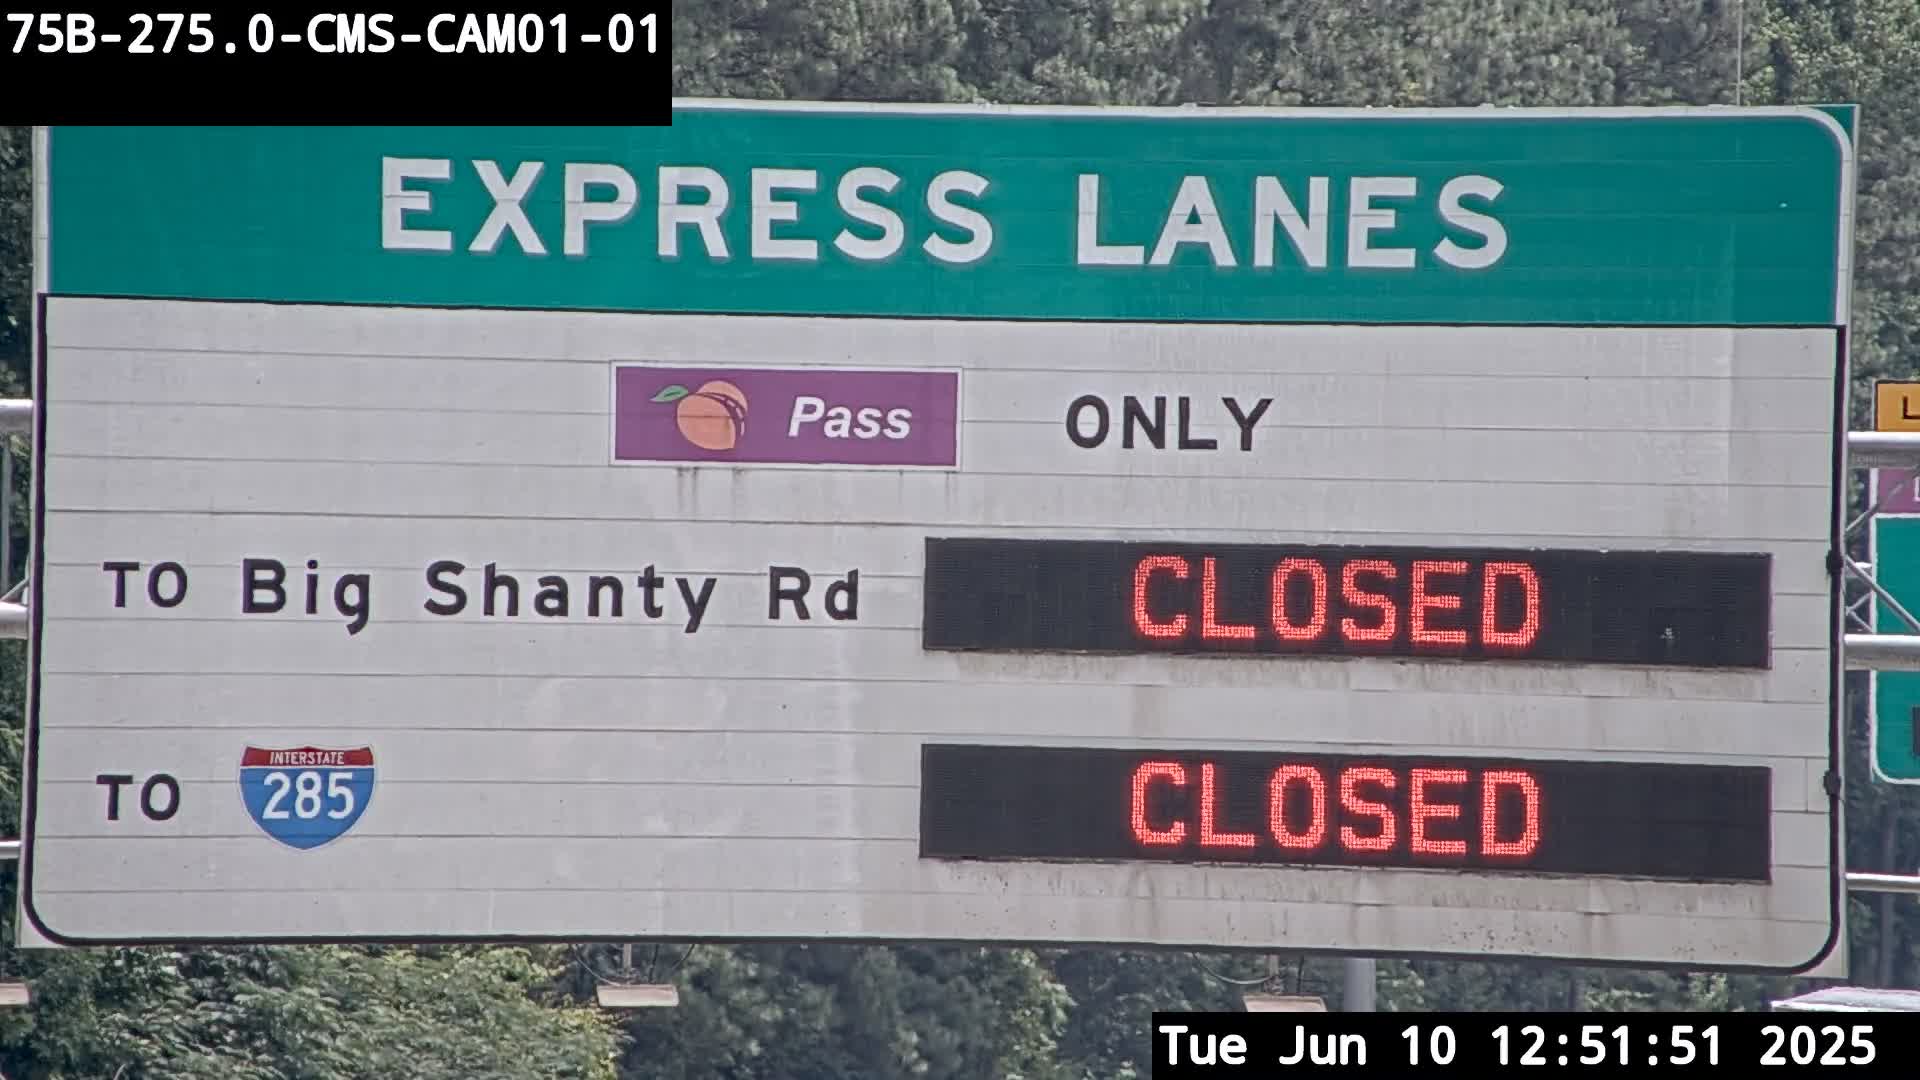 75B-275.0-CMS-CAM01-01
EXPRESS LANES
Pass ONLY
TO Big Shanty Rd CLOSED
TO INTERSTATE 285 CLOSED
Tue Jun 10 12:51:51 2025